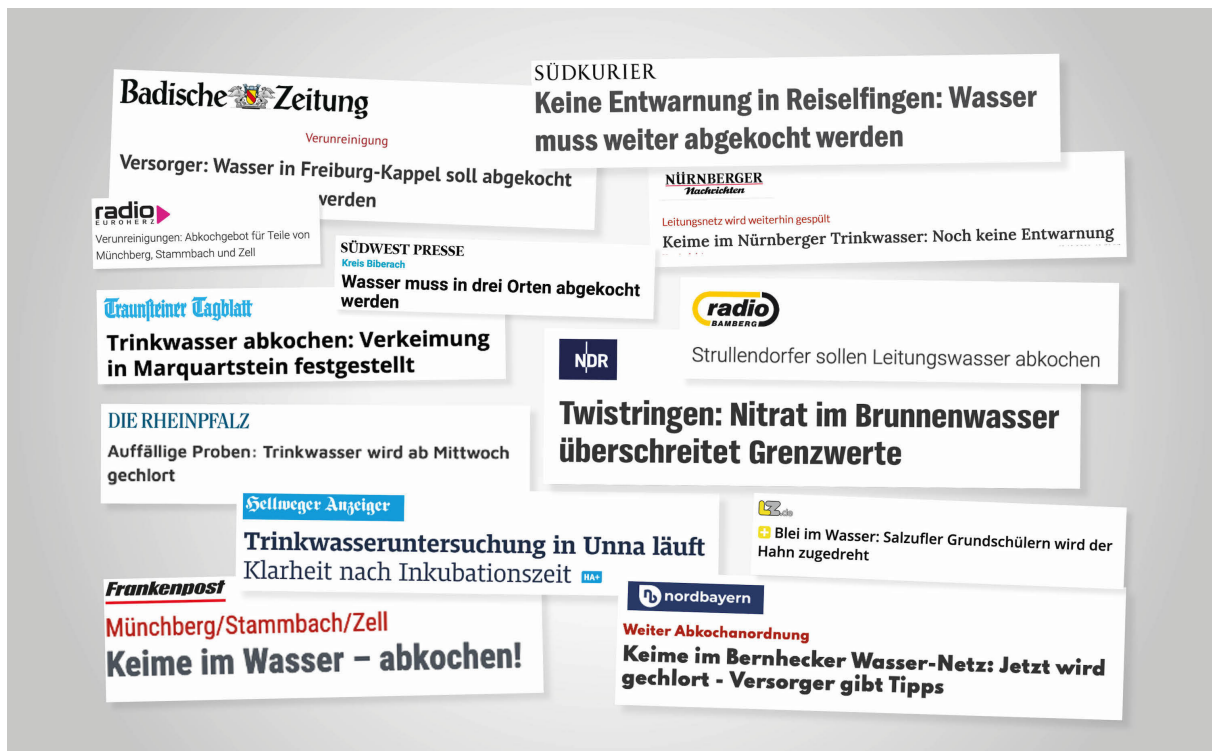 Badische Zeitung
Verunreinigung
Versorger: Wasser in Freiburg-Kappel soll abgekocht
werden
SÜDKURIER
Keine Entwarnung in Reiselfingen: Wasser
muss weiter abgekocht werden
NÜRNBERGER
Nachrichten
Leitungsnetz wird weiterhin gespült
Keime im Nürnberger Trinkwasser: Noch keine Entwarnung
radio
EUROHERZ
Verunreinigungen: Abkochgebot für Teile von
Münchberg, Stammbach und Zell
SÜDWEST PRESSE
Kreis Biberach
Wasser muss in drei Orten abgekocht
werden
Traunsteiner Tagblatt
Trinkwasser abkochen: Verkeimung
in Marquartstein festgestellt
radio
BAMBERG
Strullendorfer sollen Leitungswasser abkochen
NDR
Twistringen: Nitrat im Brunnenwasser
überschreitet Grenzwerte
DIE RHEINPFALZ
Auffällige Proben: Trinkwasser wird ab Mittwoch
gechlort
Hellweger Anzeiger
Trinkwasseruntersuchung in Unna läuft
Klarheit nach Inkubationszeit HA+
LZ.de
Blei im Wasser: Salzufler Grundschülern wird der
Hahn zugedreht
Frankenpost
Münchberg/Stammbach/Zell
Keime im Wasser – abkochen!
nordbayern
Weiter Abkochanordnung
Keime im Bernhecker Wasser-Netz: Jetzt wird
gechlort - Versorger gibt Tipps